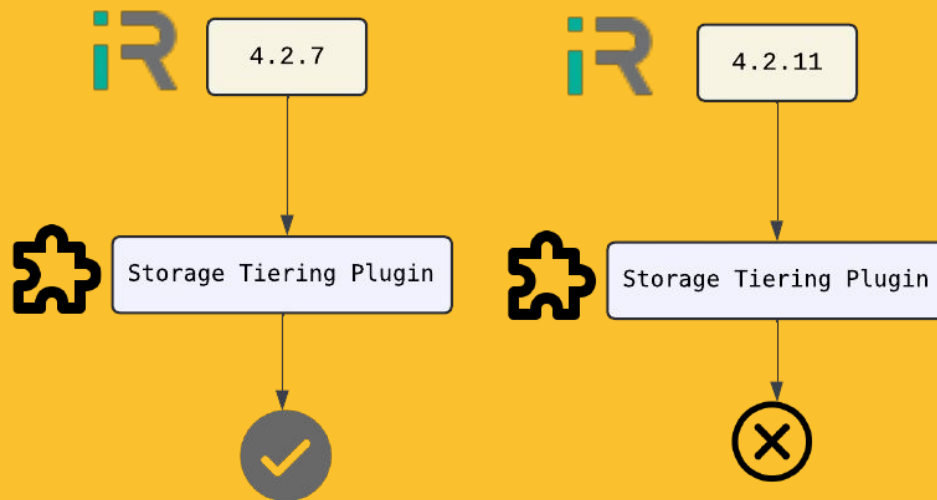 iR
4.2.7
iR
4.2.11
Storage Tiering Plugin
Storage Tiering Plugin